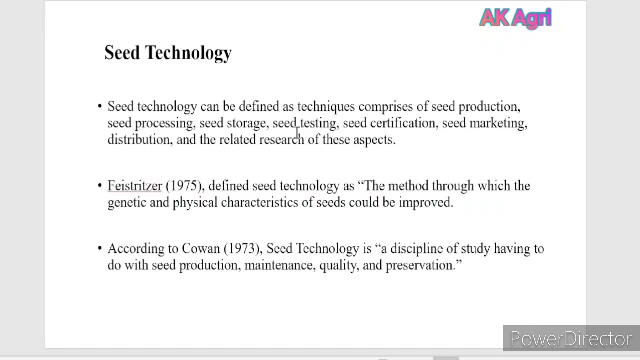 AK Agri
Seed Technology
• Seed technology can be defined as techniques comprises of seed production,
seed processing, seed storage, seed testing, seed certification, seed marketing,
distribution, and the related research of these aspects.
• Feistritzer (1975), defined seed technology as “The method through which the
genetic and physical characteristics of seeds could be improved.
• According to Cowan (1973), Seed Technology is “a discipline of study having to
do with seed production, maintenance, quality, and preservation.”
PowerDirector